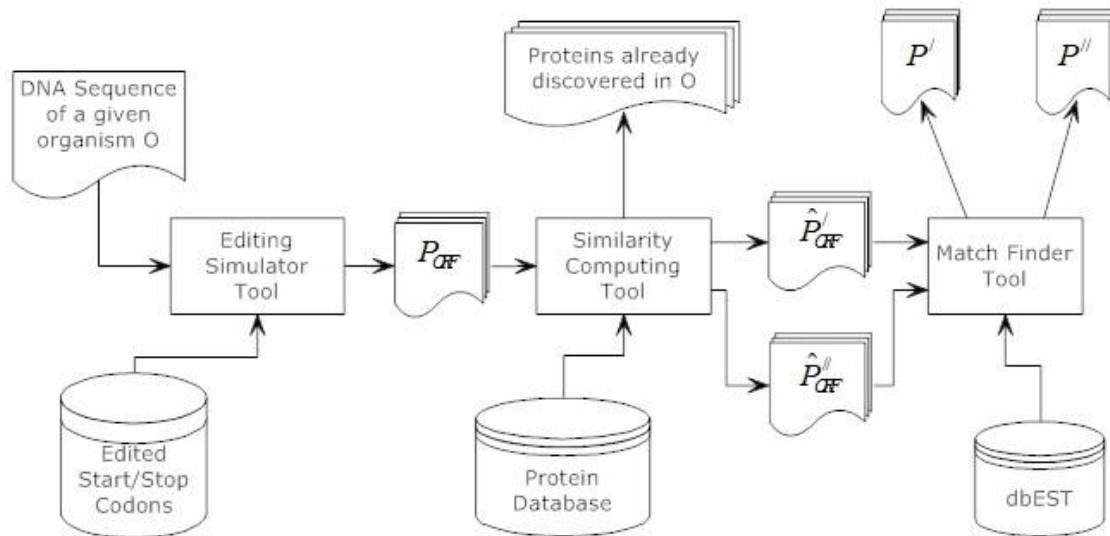 DNA Sequence
of a given
organism O
Proteins already
discovered in O
P^/
P^//
Editing
Simulator
Tool
P_ORF
Similarity
Computing
Tool
P̂^/_ORF
Match Finder
Tool
P̂^//_ORF
Edited
Start/Stop
Codons
Protein
Database
dbEST